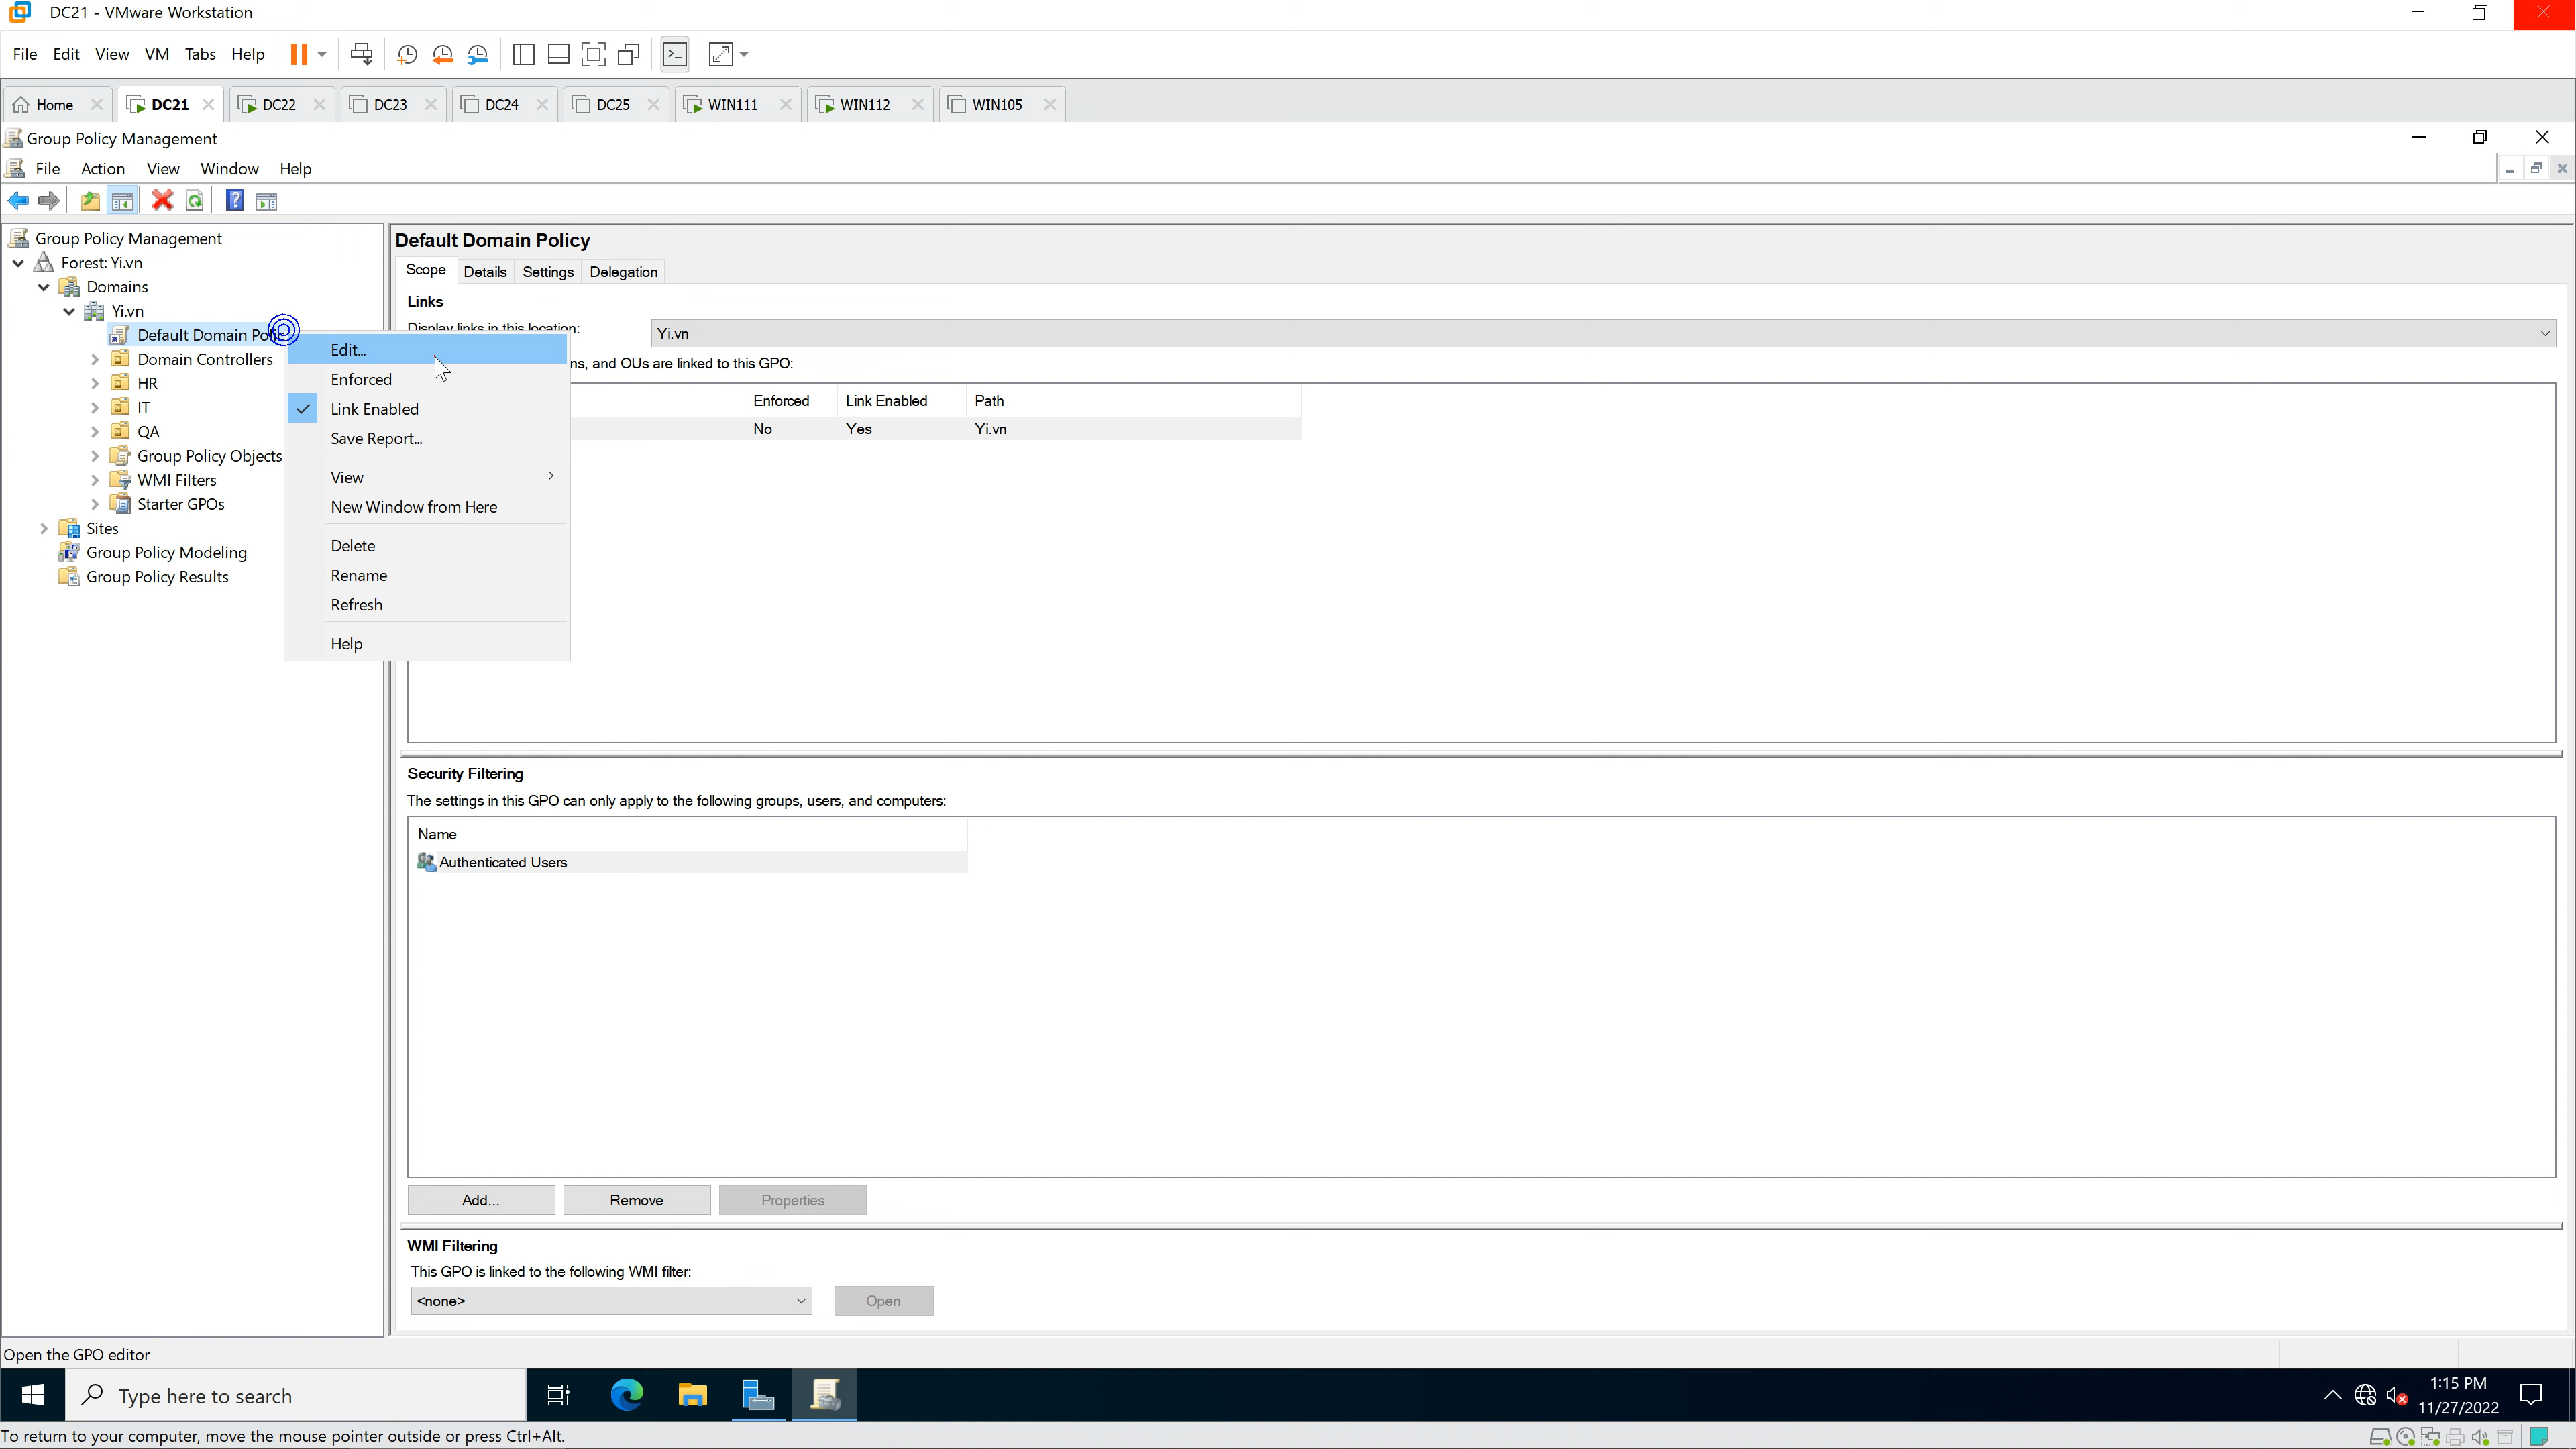 DC21 - VMware Workstation
File Edit View VM Tabs Help
Home DC21 DC22 DC23 DC24 DC25 WIN111 WIN112 WIN105
Group Policy Management
File Action View Window Help
Group Policy Management
Forest: Yi.vn
Domains
Yi.vn
Default Domain
Domain Controllers
HR
IT
QA
Group Policy Objects
WMI Filters
Starter GPOs
Sites
Group Policy Modeling
Group Policy Results
Edit...
Enforced
Link Enabled
Save Report...
View
New Window from Here
Delete
Rename
Refresh
Help
Default Domain Policy
Scope Details Settings Delegation
Links
Display links in this location:
Yi.vn
and OUs are linked to this GPO:
Enforced Link Enabled Path
No Yes Yi.vn
Security Filtering
The settings in this GPO can only apply to the following groups, users, and computers:
Name
Authenticated Users
Add... Remove Properties
WMI Filtering
This GPO is linked to the following WMI filter:
<none> Open
Open the GPO editor
Type here to search
1:15 PM
11/27/2022
To return to your computer, move the mouse pointer outside or press Ctrl+Alt.